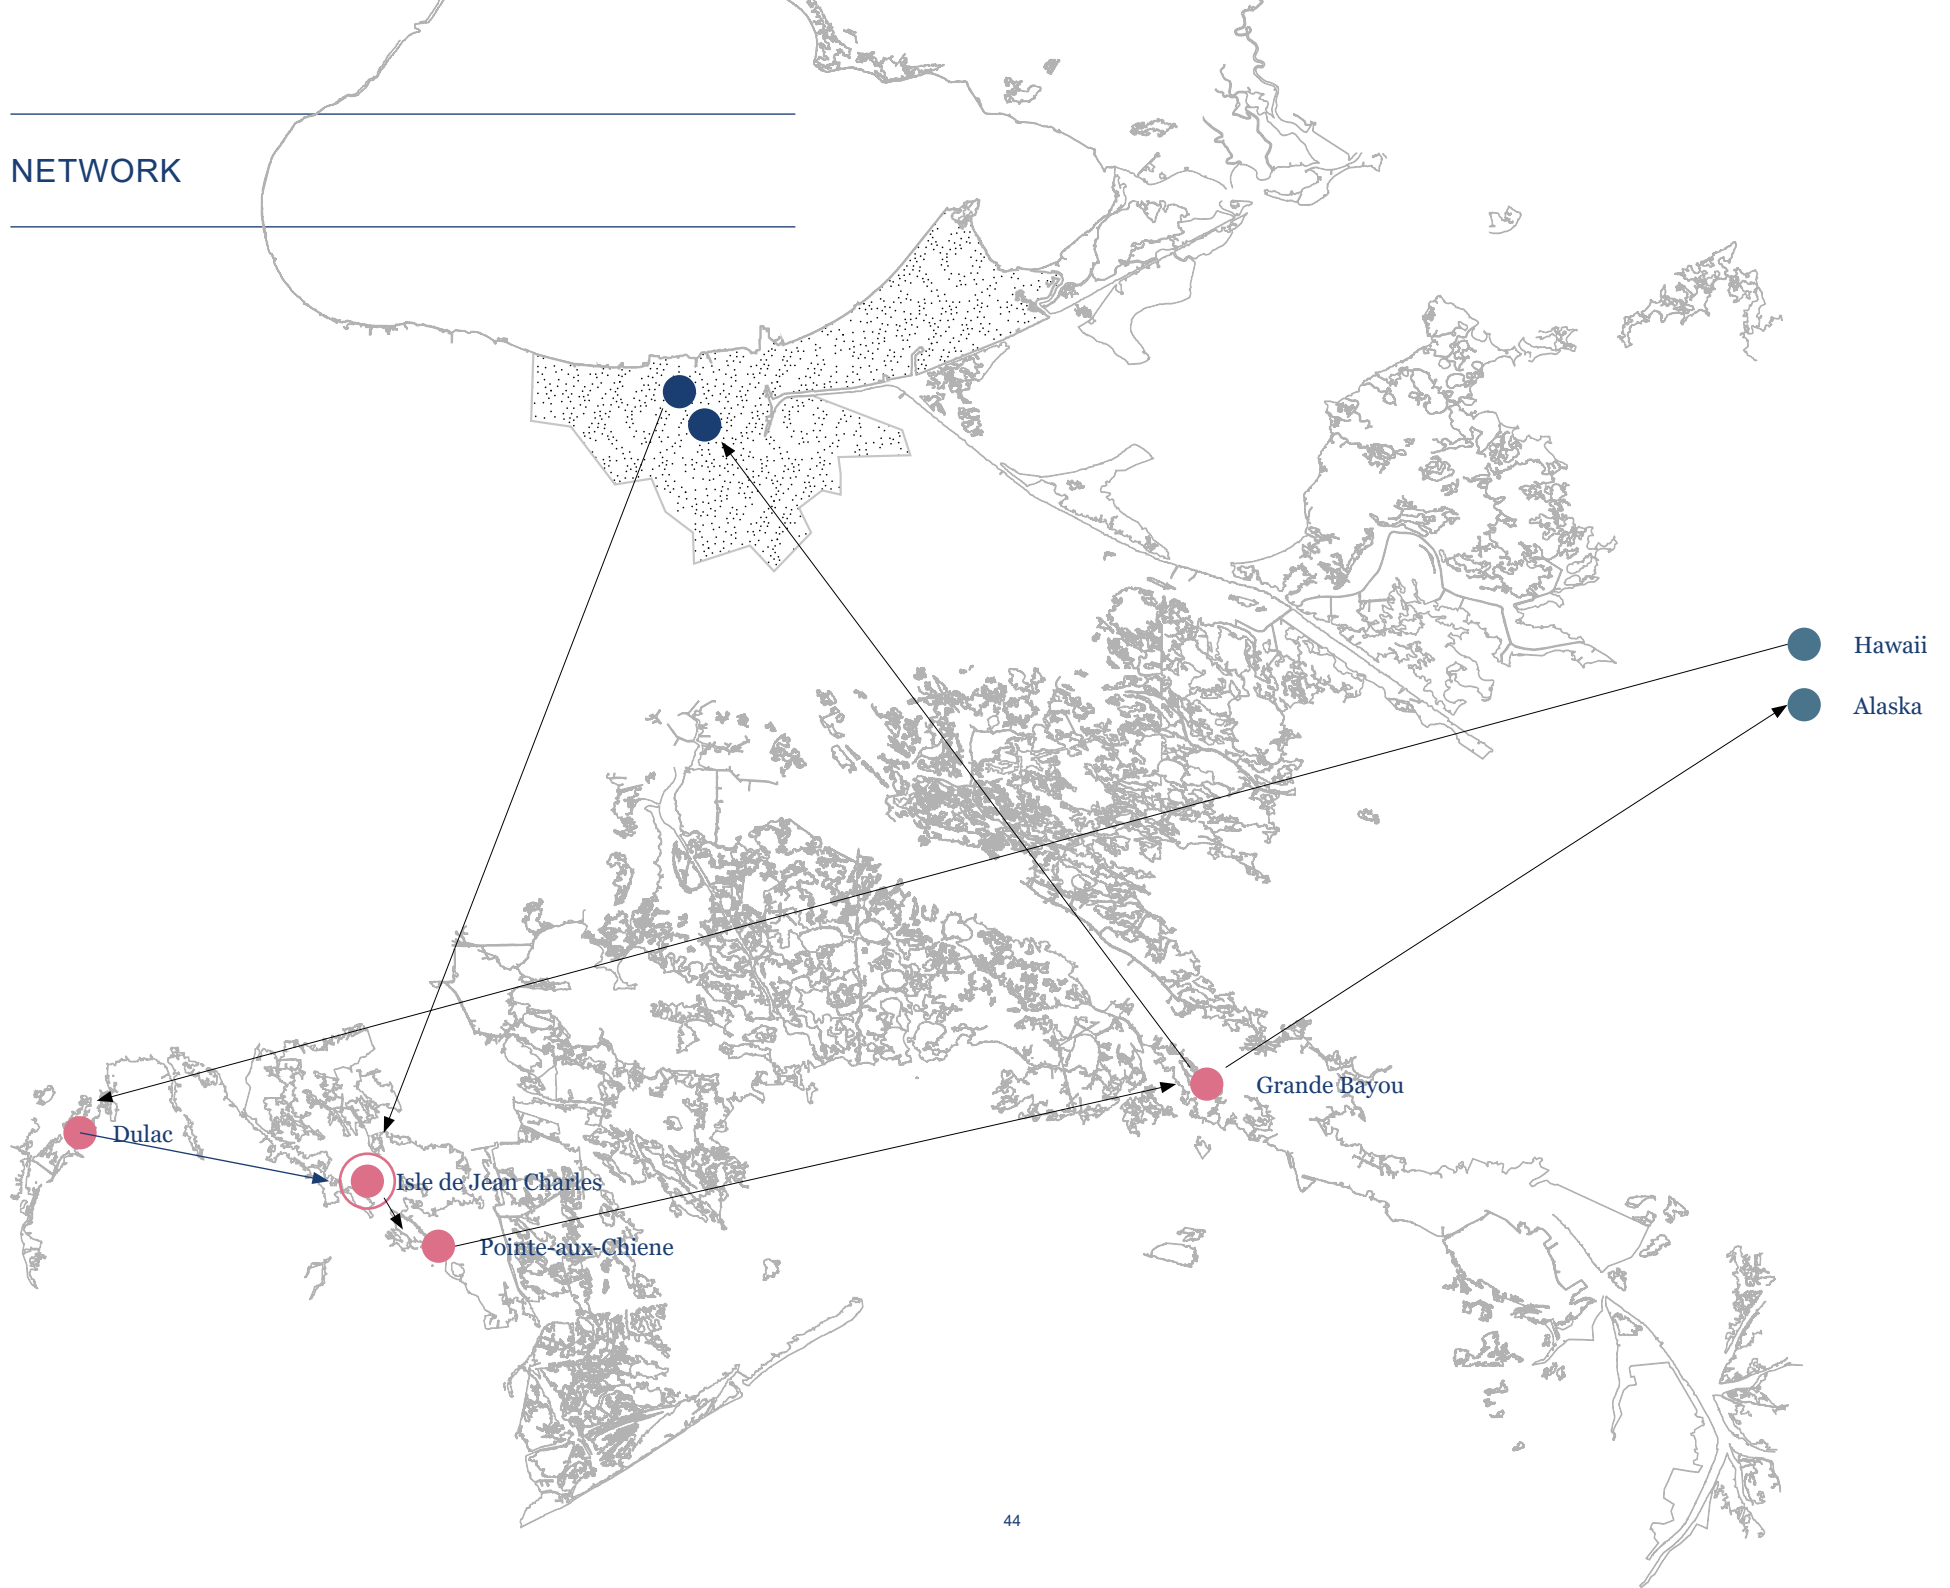 NETWORK
Hawaii
Alaska
Grande Bayou
Dulac
Isle de Jean Charles
Pointe-aux-Chiene
44